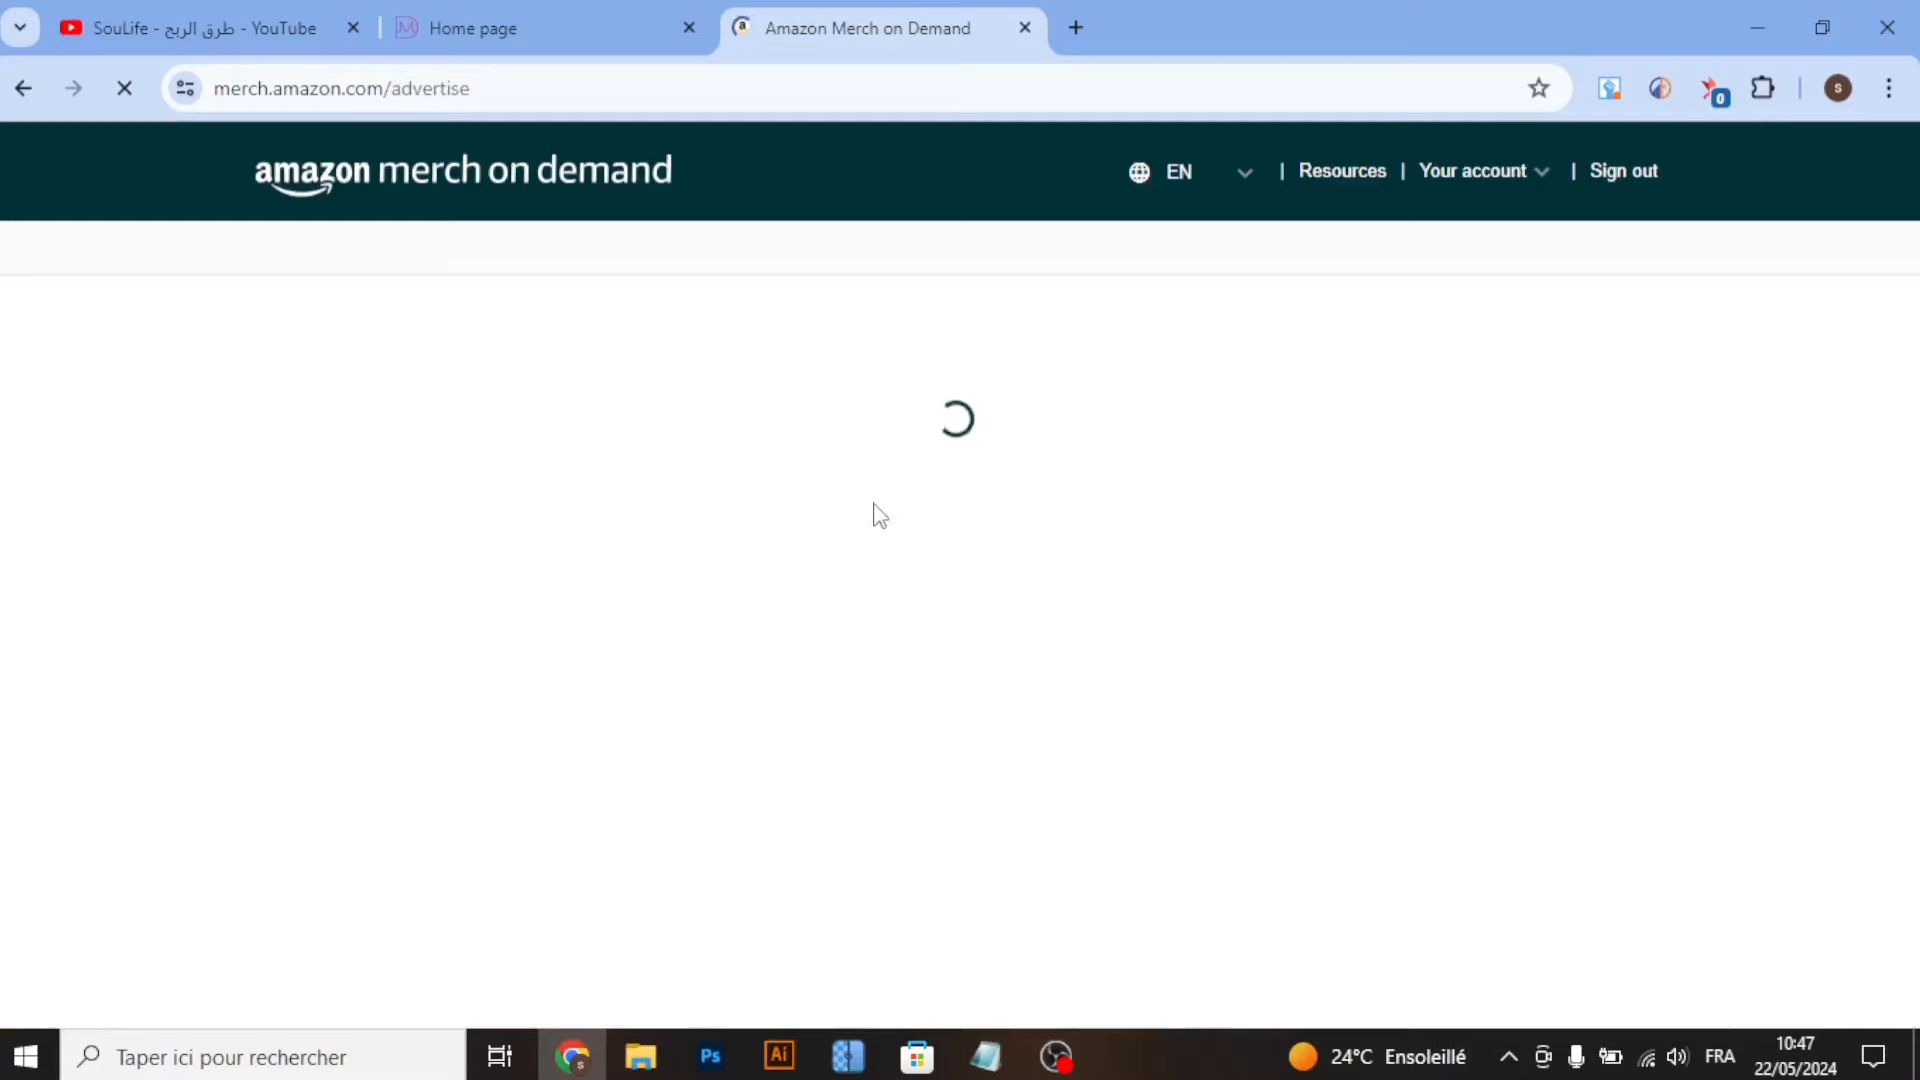 SouLife - طرق الربح - YouTube
Home page
Amazon Merch on Demand
merch.amazon.com/advertise
0
s
amazon merch on demand
EN
| Resources | Your account | Sign out
Taper ici pour rechercher
Ps
Ai
24°C Ensoleillé
FRA
10:47
22/05/2024